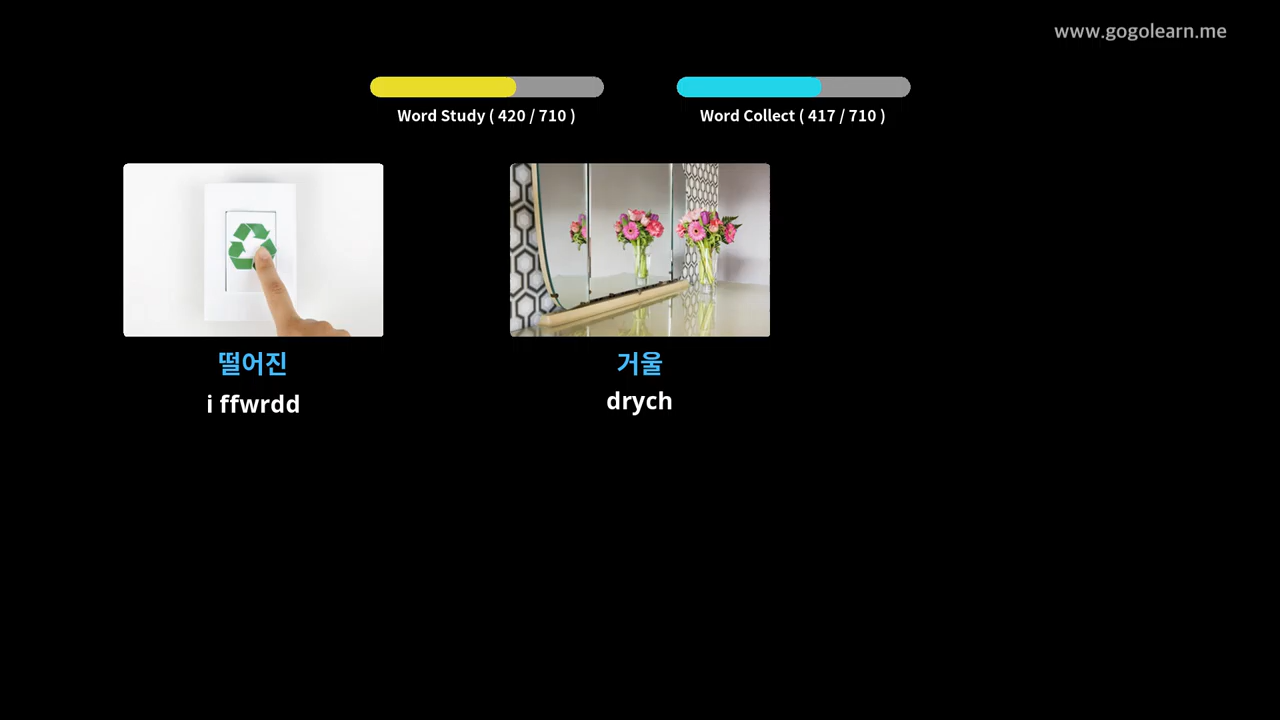 www.gogolearn.me
Word Study ( 420 / 710 )
Word Collect ( 417 / 710 )
떨어진
i ffwrdd
거울
drych